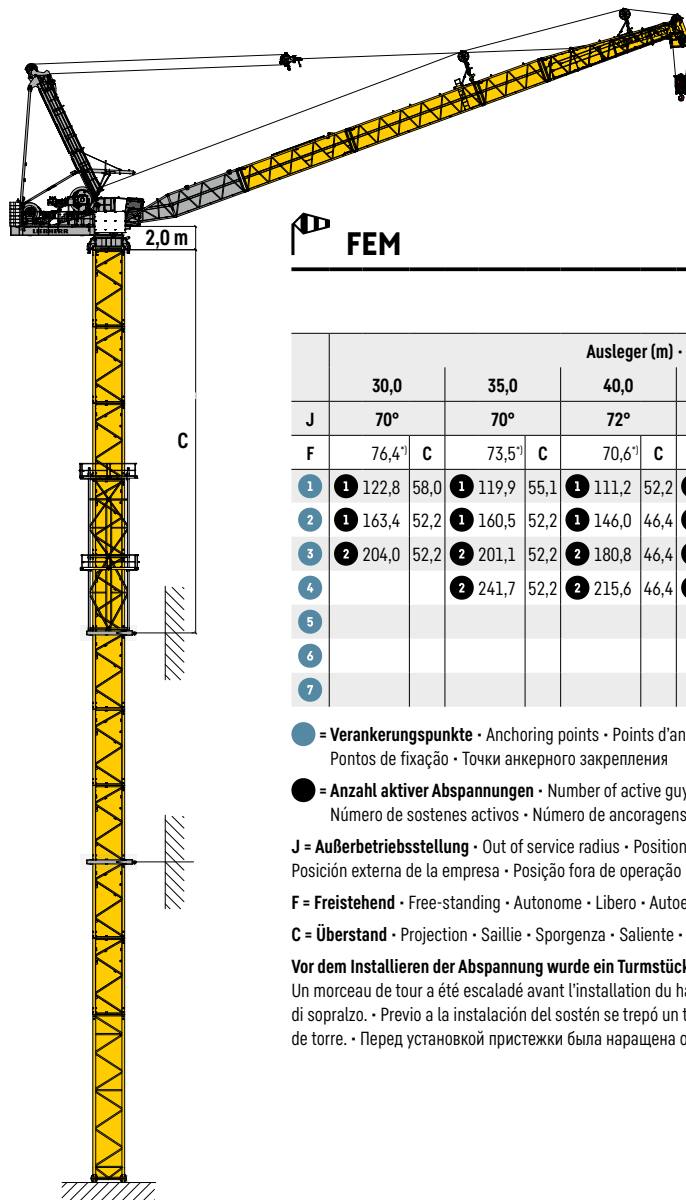 LIEBHERR
2,0 m
C
FEM
Ausleger (m) ·
30,0 35,0 40,0
J 70° 70° 72°
F 76,4*) C 73,5*) C 70,6*) C
1 1 122,8 58,0 1 119,9 55,1 1 111,2 52,2
2 1 163,4 52,2 1 160,5 52,2 1 146,0 46,4
3 2 204,0 52,2 2 201,1 52,2 2 180,8 46,4
4 2 241,7 52,2 2 215,6 46,4
5
6
7
= Verankerungspunkte · Anchoring points · Points d'an
Pontos de fixação · Точки анкерного закрепления
= Anzahl aktiver Abspannungen · Number of active guy
Número de sostenes activos · Número de ancoragens
J = Außerbetriebsstellung · Out of service radius · Position
Posición externa de la empresa · Posição fora de operação
F = Freistehend · Free-standing · Autonome · Libero · Autoe
C = Überstand · Projection · Saillie · Sporgenza · Saliente ·
Vor dem Installieren der Abspannung wurde ein Turmstück
Un morceau de tour a été escaladé avant l'installation du ha
di sopralzo. · Previo a la instalación del sostén se trepó un t
de torre. · Перед установкой пристежки была наращена о